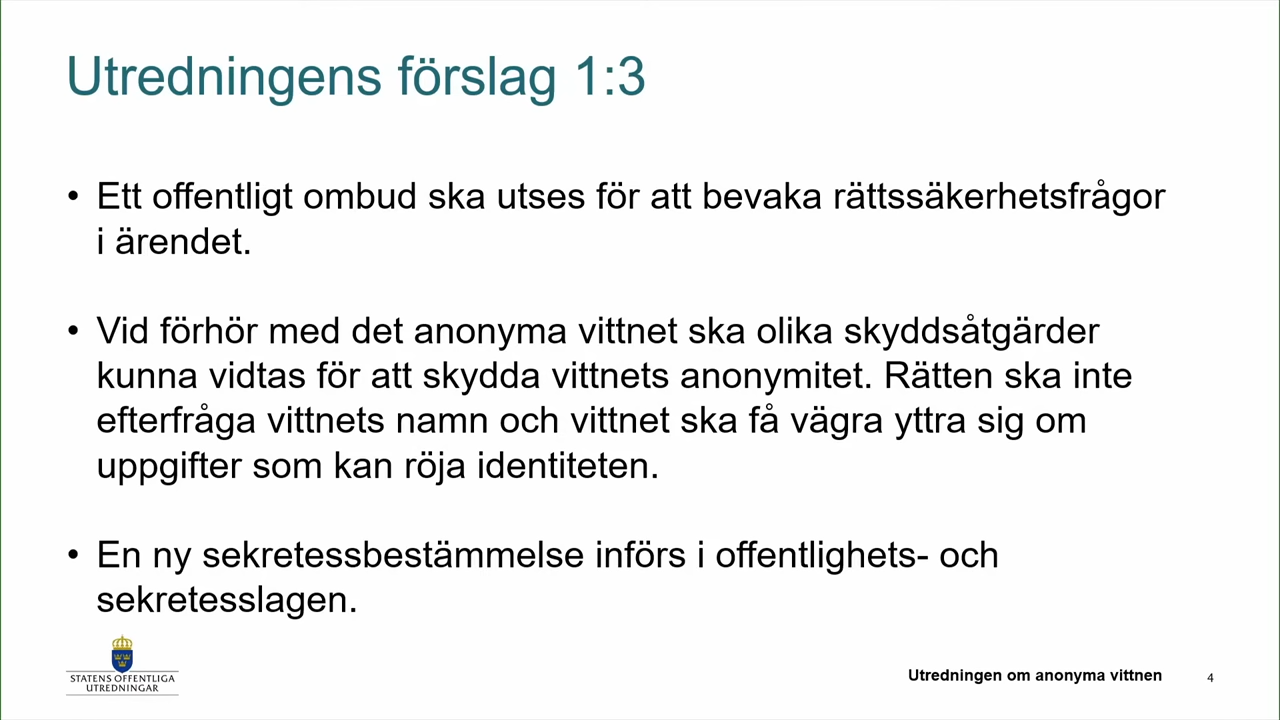 Utredningens förslag 1:3
• Ett offentligt ombud ska utses för att bevaka rättssäkerhetsfrågor
i ärendet.
• Vid förhör med det anonyma vittnet ska olika skyddsåtgärder
kunna vidtas för att skydda vittnets anonymitet. Rätten ska inte
efterfråga vittnets namn och vittnet ska få vägra yttra sig om
uppgifter som kan röja identiteten.
• En ny sekretessbestämmelse införs i offentlighets- och
sekretesslagen.
STATENS OFFENTLIGA
UTREDNINGAR
Utredningen om anonyma vittnen
4